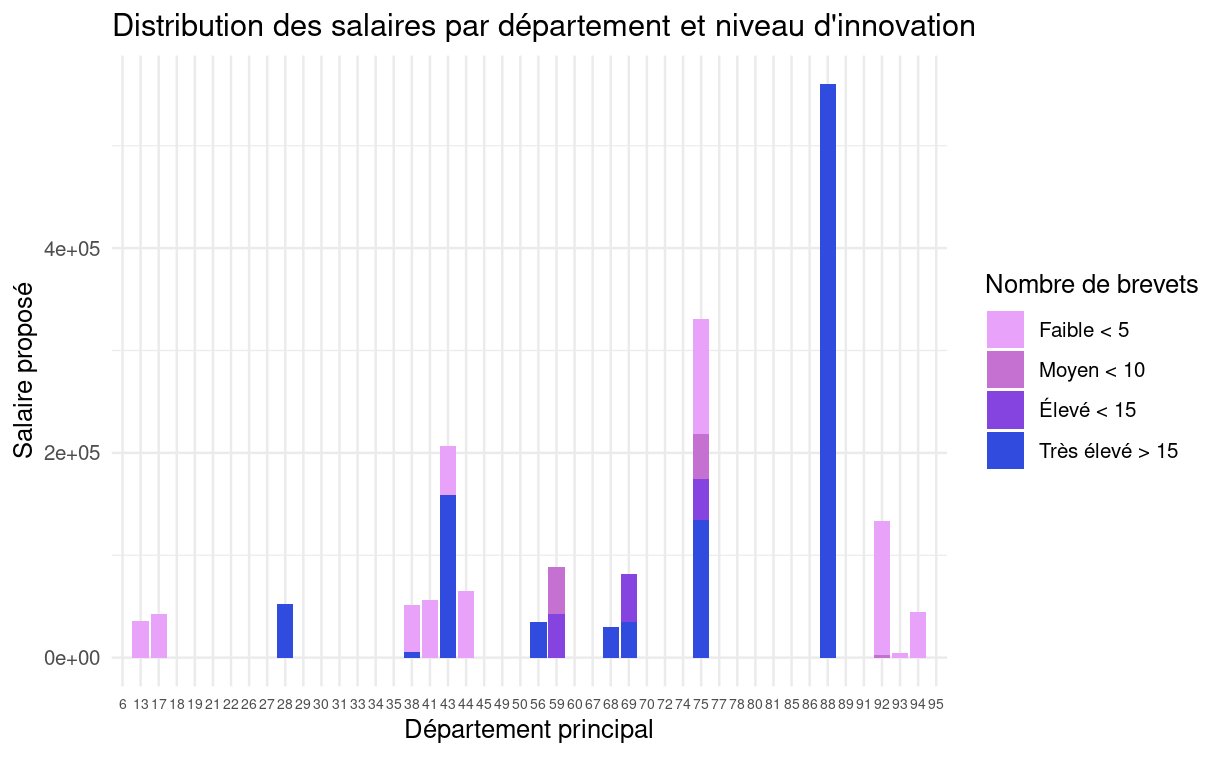 Distribution des salaires par département et niveau d'innovation
Salaire proposé
4e+05
2e+05
0e+00
6 13 17 18 19 21 22 26 27 28 29 30 31 33 34 35 38 41 43 44 45 49 50 56 59 60 67 68 69 70 72 74 75 77 78 80 81 85 86 88 89 91 92 93 94 95
Département principal
Nombre de brevets
Faible < 5
Moyen < 10
Élevé < 15
Très élevé > 15